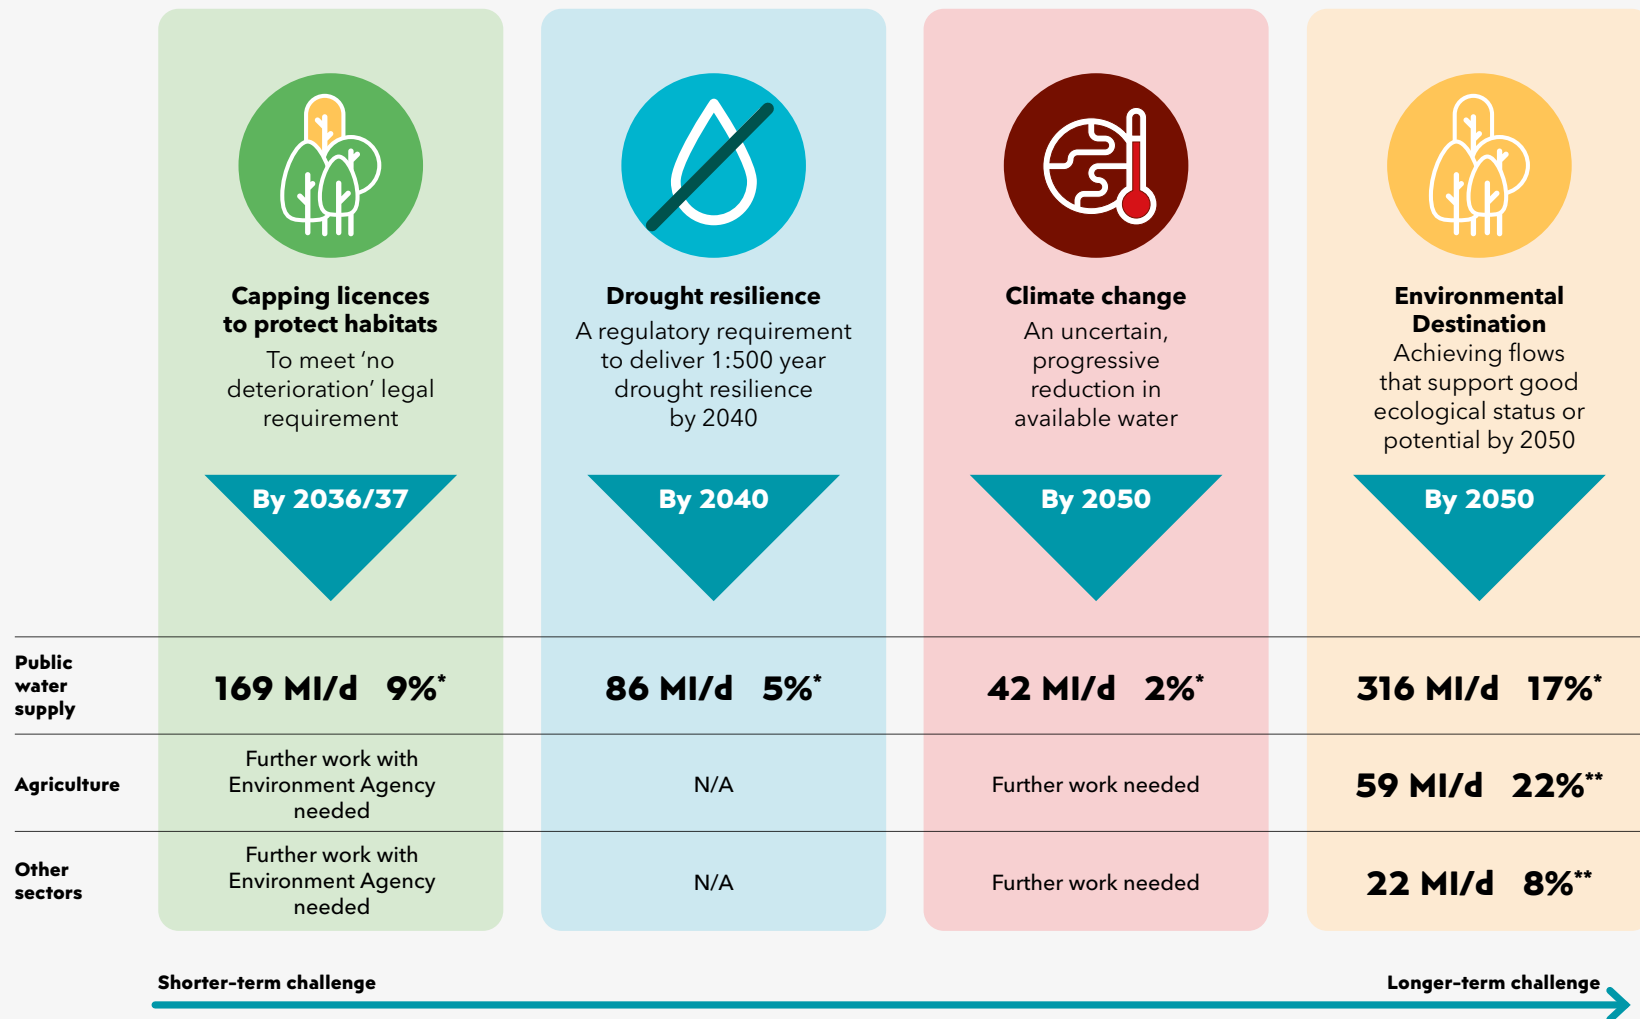 Capping licences
to protect habitats
To meet ‘no
deterioration’ legal
requirement
By 2036/37
Drought resilience
A regulatory requirement
to deliver 1:500 year
drought resilience
by 2040
By 2040
Climate change
An uncertain,
progressive
reduction in
available water
By 2050
Environmental
Destination
Achieving flows
that support good
ecological status or
potential by 2050
By 2050
Public
water
supply
169 Ml/d 9%*
86 Ml/d 5%*
42 Ml/d 2%*
316 Ml/d 17%*
Agriculture
Further work with
Environment Agency
needed
N/A
Further work needed
59 Ml/d 22%**
Other
sectors
Further work with
Environment Agency
needed
N/A
Further work needed
22 Ml/d 8%**
Shorter-term challenge
Longer-term challenge